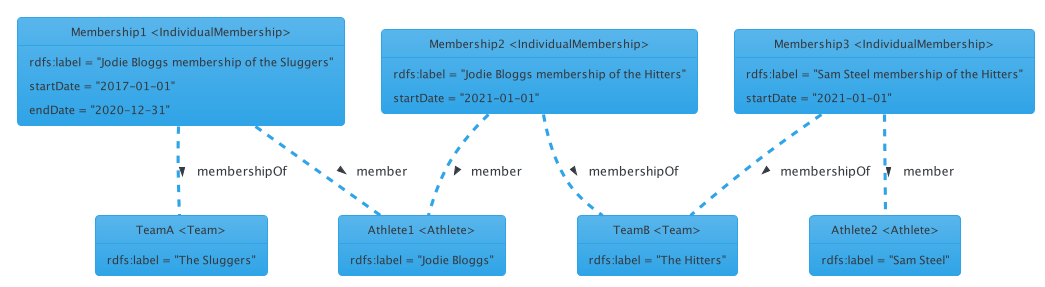 Membership1 <IndividualMembership>
rdfs:label = "Jodie Bloggs membership of the Sluggers"
startDate = "2017-01-01"
endDate = "2020-12-31"
Membership2 <IndividualMembership>
rdfs:label = "Jodie Bloggs membership of the Hitters"
startDate = "2021-01-01"
Membership3 <IndividualMembership>
rdfs:label = "Sam Steel membership of the Hitters"
startDate = "2021-01-01"
membershipOf
member
member
membershipOf
membershipOf
member
TeamA <Team>
rdfs:label = "The Sluggers"
Athlete1 <Athlete>
rdfs:label = "Jodie Bloggs"
TeamB <Team>
rdfs:label = "The Hitters"
Athlete2 <Athlete>
rdfs:label = "Sam Steel"